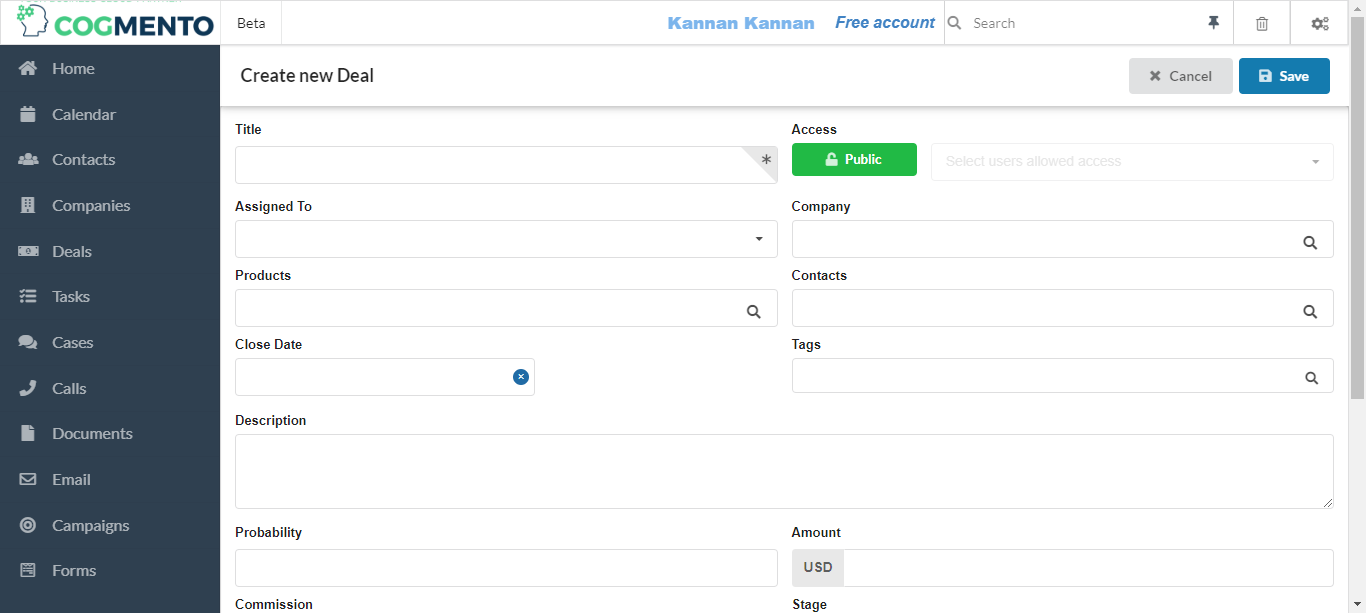 COGMENTO
Beta
Kannan Kannan
Free account
Search
Home
Calendar
Contacts
Companies
Deals
Tasks
Cases
Calls
Documents
Email
Campaigns
Forms
Create new Deal
Cancel
Save
Title
*
Access
Public
Select users allowed access
Assigned To
Company
Products
Contacts
Close Date
Tags
Description
Probability
Amount
USD
Commission
Stage